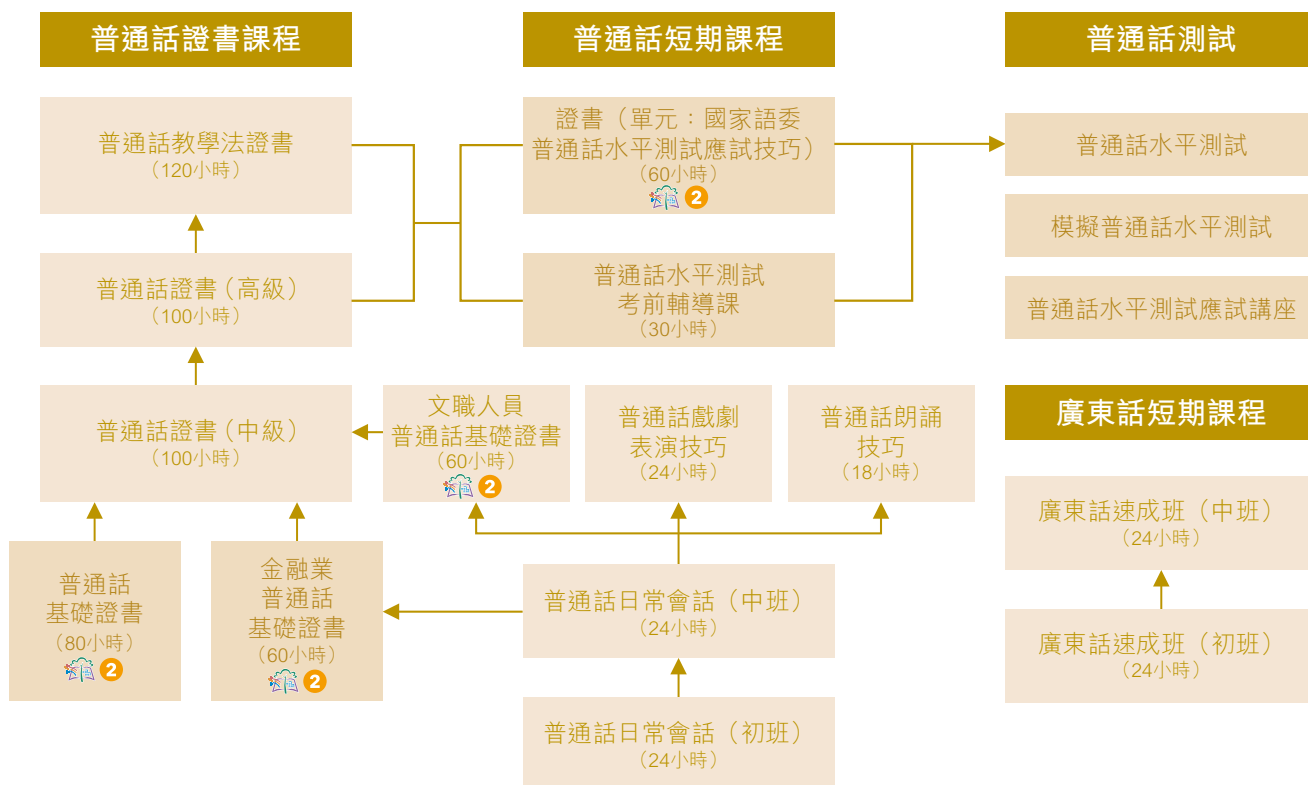 普通話證書課程
普通話教學法證書
（120小時）
普通話證書（高級）
（100小時）
普通話證書（中級）
（100小時）
普通話
基礎證書
（80小時）
2
金融業
普通話
基礎證書
（60小時）
2
普通話短期課程
證書（單元：國家語委
普通話水平測試應試技巧）
（60小時）
2
普通話水平測試
考前輔導課
（30小時）
文職人員
普通話基礎證書
（60小時）
2
普通話戲劇
表演技巧
（24小時）
普通話朗誦
技巧
（18小時）
普通話日常會話（中班）
（24小時）
普通話日常會話（初班）
（24小時）
普通話測試
普通話水平測試
模擬普通話水平測試
普通話水平測試應試講座
廣東話短期課程
廣東話速成班（中班）
（24小時）
廣東話速成班（初班）
（24小時）